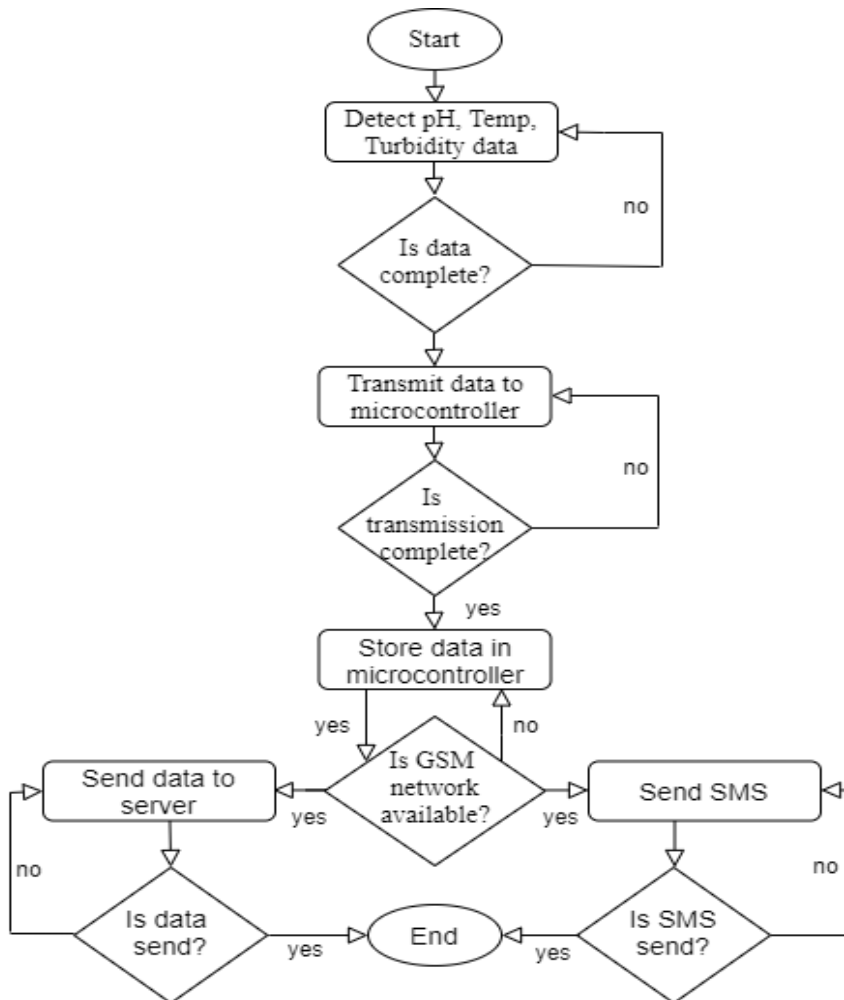 Start
Detect pH, Temp,
Turbidity data
no
Is data
complete?
Transmit data to
microcontroller
no
Is
transmission
complete?
yes
Store data in
microcontroller
yes
no
Send data to
server
Is GSM
network
available?
Send SMS
yes
yes
no
no
Is data
send?
yes
End
yes
Is SMS
send?